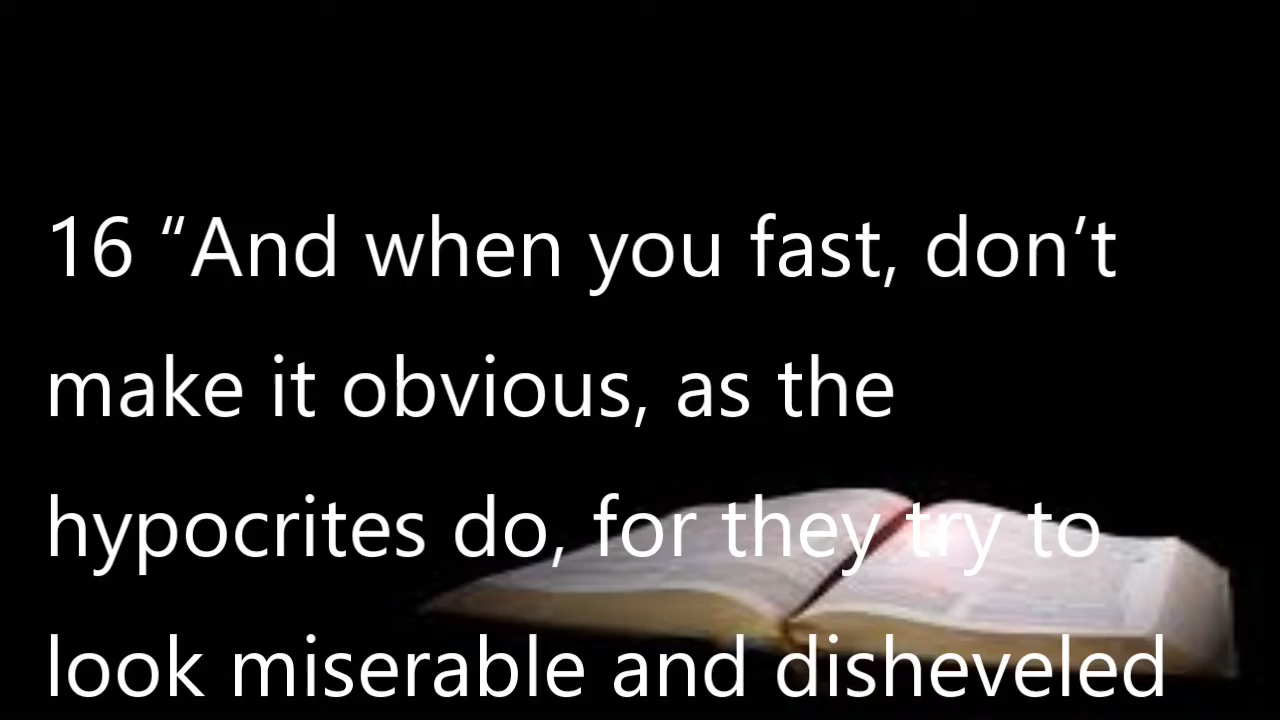 16 “And when you fast, don’t
make it obvious, as the
hypocrites do, for they try to
look miserable and disheveled